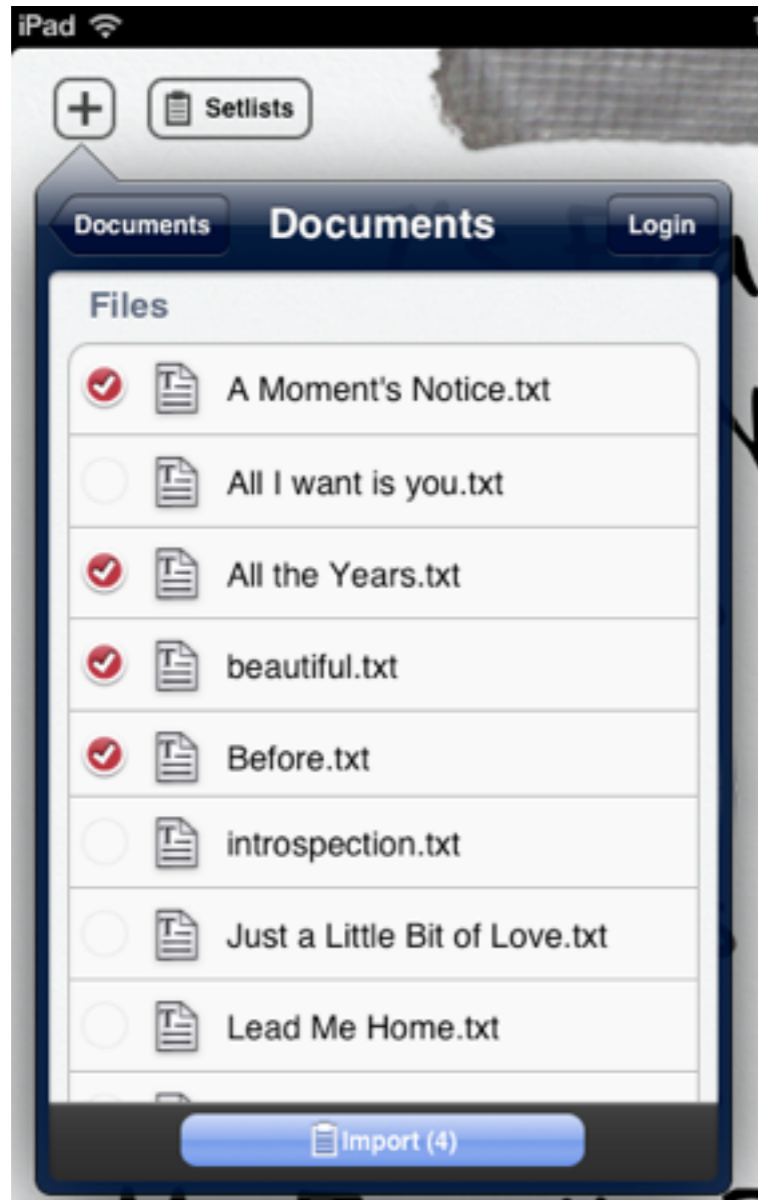 iPad
Setlists
Documents Documents Login
Files
A Moment's Notice.txt
All I want is you.txt
All the Years.txt
beautiful.txt
Before.txt
introspection.txt
Just a Little Bit of Love.txt
Lead Me Home.txt
Import (4)